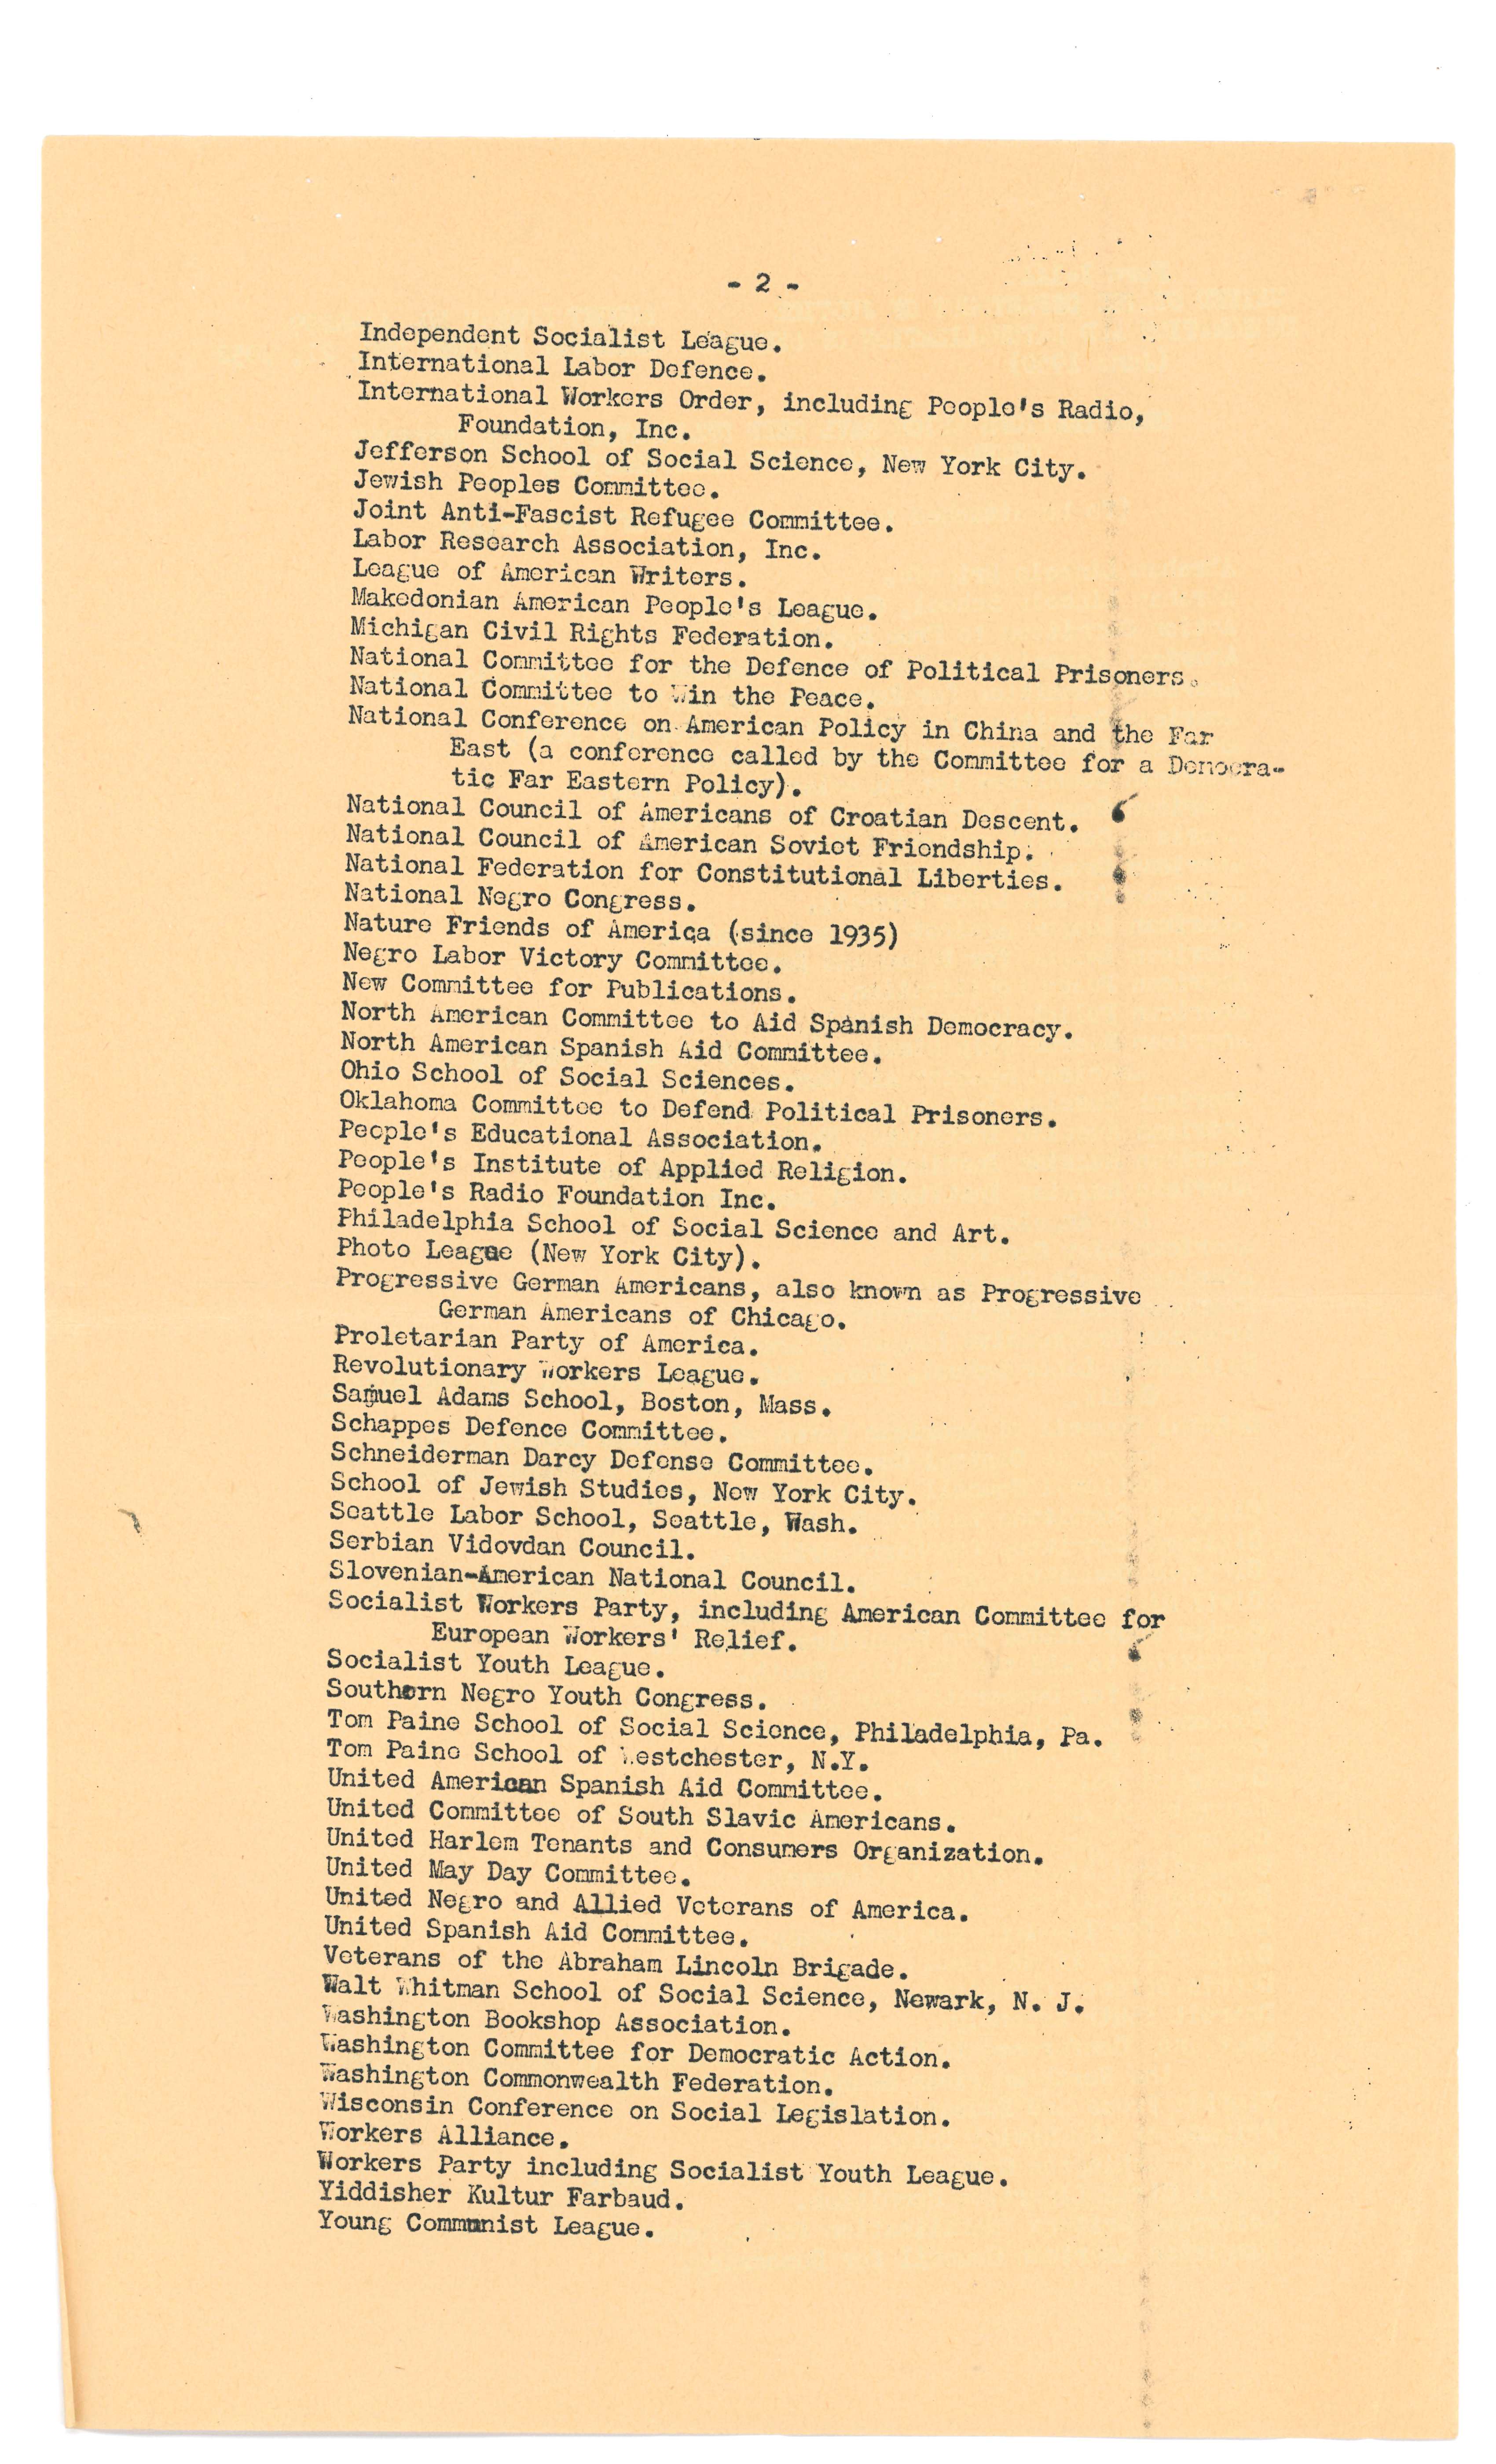 - 2 -
Independent Socialist League.
International Labor Defence.
International Workers Order, including People's Radio,
Foundation, Inc.
Jefferson School of Social Science, New York City.
Jewish Peoples Committee.
Joint Anti-Fascist Refugee Committee.
Labor Research Association, Inc.
League of American Writers.
Makedonian American People's League.
Michigan Civil Rights Federation.
National Committee for the Defence of Political Prisoners.
National Committee to Win the Peace.
National Conference on American Policy in China and the Far
East (a conference called by the Committee for a Democra-
tic Far Eastern Policy).
National Council of Americans of Croatian Descent.
National Council of American Soviet Friendship.
National Federation for Constitutional Liberties.
National Negro Congress.
Nature Friends of America (since 1935)
Negro Labor Victory Committee.
New Committee for Publications.
North American Committee to Aid Spanish Democracy.
North American Spanish Aid Committee.
Ohio School of Social Sciences.
Oklahoma Committee to Defend Political Prisoners.
People's Educational Association.
People's Institute of Applied Religion.
People's Radio Foundation Inc.
Philadelphia School of Social Science and Art.
Photo League (New York City).
Progressive German Americans, also known as Progressive
German Americans of Chicago.
Proletarian Party of America.
Revolutionary Workers League.
Samuel Adams School, Boston, Mass.
Schappes Defence Committee.
Schneiderman Darcy Defense Committee.
School of Jewish Studies, New York City.
Seattle Labor School, Seattle, Wash.
Serbian Vidovdan Council.
Slovenian-American National Council.
Socialist Workers Party, including American Committee for
European Workers' Relief.
Socialist Youth League.
Southern Negro Youth Congress.
Tom Paine School of Social Science, Philadelphia, Pa.
Tom Paine School of Westchester, N.Y.
United American Spanish Aid Committee.
United Committee of South Slavic Americans.
United Harlem Tenants and Consumers Organization.
United May Day Committee.
United Negro and Allied Veterans of America.
United Spanish Aid Committee.
Veterans of the Abraham Lincoln Brigade.
Walt Whitman School of Social Science, Newark, N. J.
Washington Bookshop Association.
Washington Committee for Democratic Action.
Washington Commonwealth Federation.
Wisconsin Conference on Social Legislation.
Workers Alliance.
Workers Party including Socialist Youth League.
Yiddisher Kultur Farbaud.
Young Communist League.